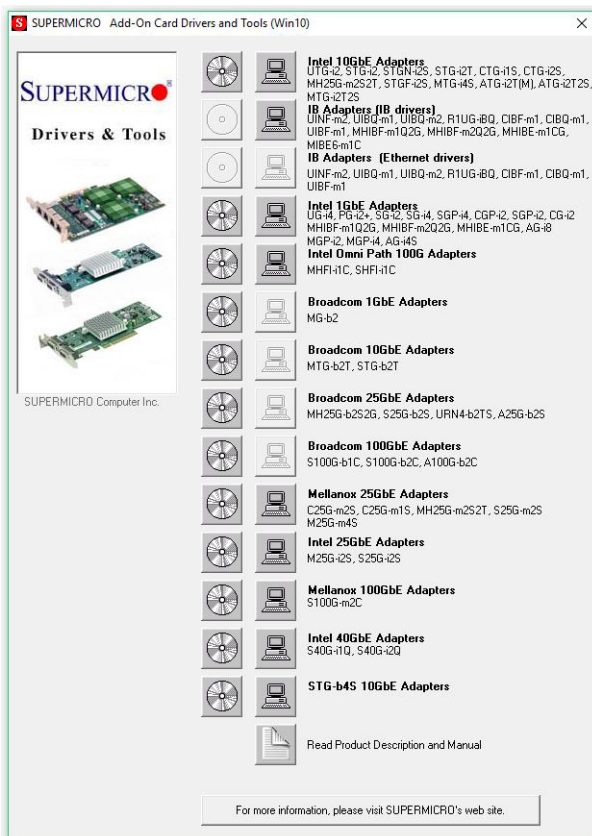 S SUPERMICRO Add-On Card Drivers and Tools (Win10)
SUPERMICRO®
Drivers & Tools
SUPERMICRO Computer Inc.
Intel 10GbE Adapters
UTG-i2, STG-i2, STGN-i2S, STG-i2T, CTG-i1S, CTG-i2S,
MH25G-m2S2T, STGF-i2S, MTG-i4S, ATG-i2T(M), ATG-i2T2S,
MTG-i2T2S
IB Adapters (IB drivers)
UINF-m2, UIBQ-m1, UIBQ-m2, R1UG-iBQ, CIBF-m1, CIBQ-m1,
UIBF-m1, MHIBF-m1Q2G, MHIBF-m2Q2G, MHIBE-m1CG,
MIBE6-m1C
IB Adapters (Ethernet drivers)
UINF-m2, UIBQ-m1, UIBQ-m2, R1UG-iBQ, CIBF-m1, CIBQ-m1,
UIBF-m1
Intel 1GbE Adapters
UG-i4, PG-i2+, SG-i2, SG-i4, SGP-i4, CGP-i2, SGP-i2, CG-i2
MHIBF-m1Q2G, MHIBF-m2Q2G, MHIBE-m1CG, AG-i8
MGP-i2, MGP-i4, AG-i4S
Intel Omni Path 100G Adapters
MHFI-i1C, SHFI-i1C
Broadcom 1GbE Adapters
MG-b2
Broadcom 10GbE Adapters
MTG-b2T, STG-b2T
Broadcom 25GbE Adapters
MH25G-b2S2G, S25G-b2S, URN4-b2TS, A25G-b2S
Broadcom 100GbE Adapters
S100G-b1C, S100G-b2C, A100G-b2C
Mellanox 25GbE Adapters
C25G-m2S, C25G-m1S, MH25G-m2S2T, S25G-m2S
M25G-m4S
Intel 25GbE Adapters
M25G-i2S, S25G-i2S
Mellanox 100GbE Adapters
S100G-m2C
Intel 40GbE Adapters
S40G-i1Q, S40G-i2Q
STG-b4S 10GbE Adapters
Read Product Description and Manual
For more information, please visit SUPERMICRO's web site.